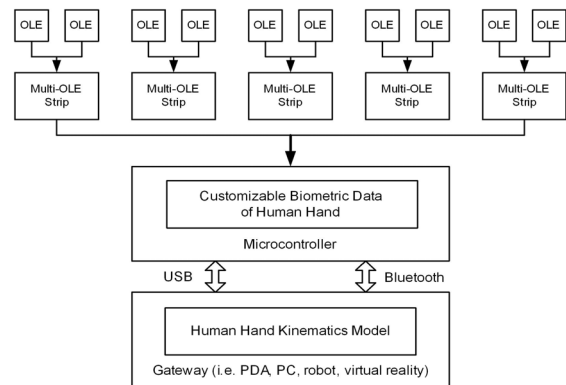 OLE OLE OLE OLE OLE OLE OLE OLE OLE OLE
Multi-OLE Strip
Multi-OLE Strip
Multi-OLE Strip
Multi-OLE Strip
Multi-OLE Strip
Customizable Biometric Data
of Human Hand
Microcontroller
USB
Bluetooth
Human Hand Kinematics Model
Gateway (i.e. PDA, PC, robot, virtual reality)